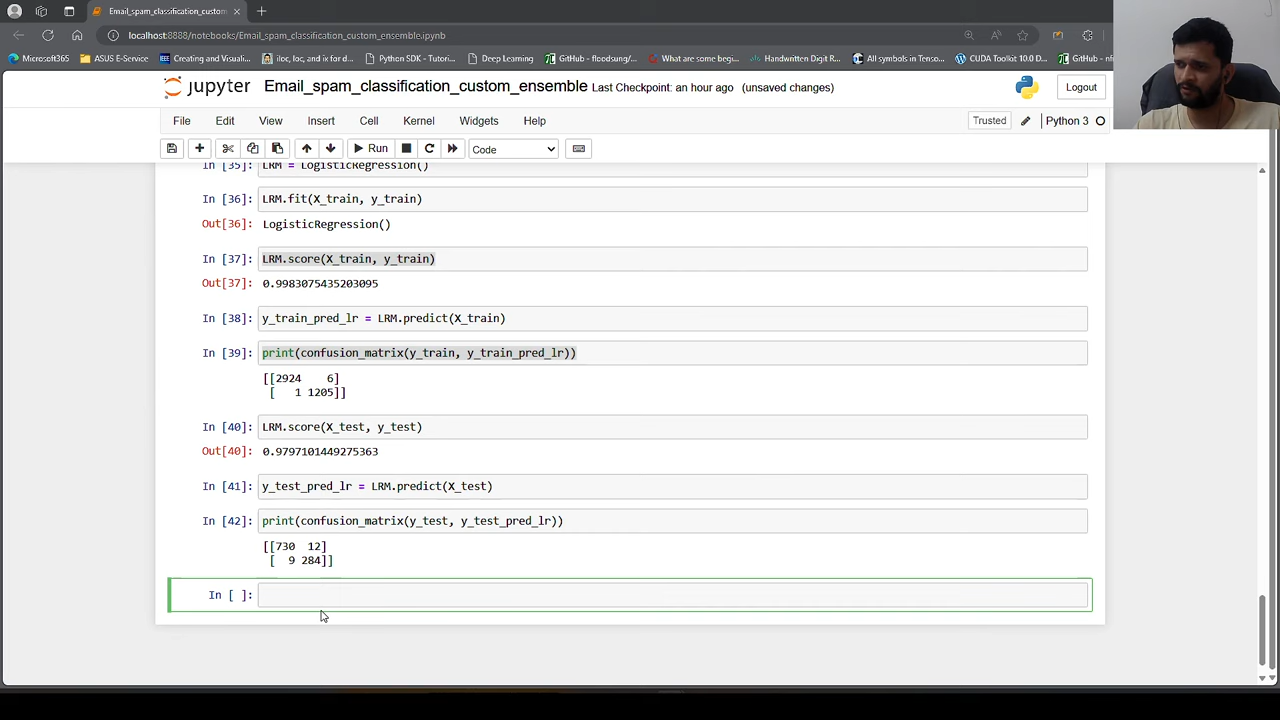 Email_spam_classification_custom
localhost:8888/notebooks/Email_spam_classification_custom_ensemble.ipynb
Microsoft365
ASUS E-Service
Creating and Visuali...
iloc, loc, and ix for d...
Python SDK - Tutori...
Deep Learning
GitHub - floodsung/...
What are some begi...
Handwritten Digit R...
All symbols in Tenso...
CUDA Toolkit 10.0 D...
GitHub - nf
jupyter Email_spam_classification_custom_ensemble Last Checkpoint: an hour ago (unsaved changes) Logout
File Edit View Insert Cell Kernel Widgets Help Trusted Python 3
Run Code
In [35]: LRM = LogisticRegression()
In [36]: LRM.fit(X_train, y_train)
Out[36]: LogisticRegression()
In [37]: LRM.score(X_train, y_train)
Out[37]: 0.9983075435203095
In [38]: y_train_pred_lr = LRM.predict(X_train)
In [39]: print(confusion_matrix(y_train, y_train_pred_lr))
[[2924 6]
[ 1 1205]]
In [40]: LRM.score(X_test, y_test)
Out[40]: 0.9797101449275363
In [41]: y_test_pred_lr = LRM.predict(X_test)
In [42]: print(confusion_matrix(y_test, y_test_pred_lr))
[[730 12]
[ 9 284]]
In [ ]: